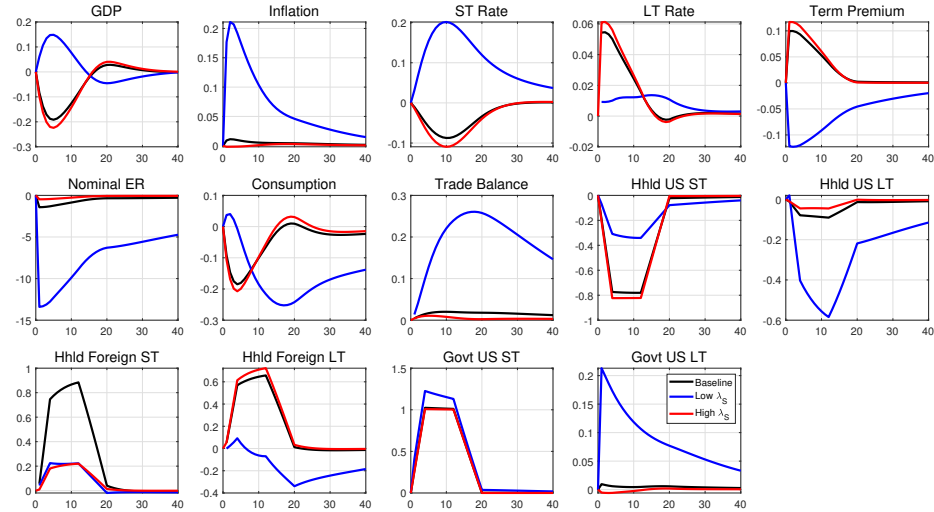 GDP
0.2
0.1
0
-0.1
-0.2
-0.3
0 10 20 30 40
Inflation
0.2
0.15
0.1
0.05
0
0 10 20 30 40
ST Rate
0.2
0.1
0
-0.1
0 10 20 30 40
LT Rate
0.06
0.04
0.02
0
-0.02
0 10 20 30 40
Term Premium
0.1
0.05
0
-0.05
-0.1
0 10 20 30 40
Nominal ER
0
-5
-10
-15
0 10 20 30 40
Consumption
0.1
0
-0.1
-0.2
-0.3
0 10 20 30 40
Trade Balance
0.3
0.2
0.1
0
0 10 20 30 40
Hhld US ST
0
-0.2
-0.4
-0.6
-0.8
-1
0 10 20 30 40
Hhld US LT
0
-0.2
-0.4
-0.6
0 10 20 30 40
Hhld Foreign ST
1
0.8
0.6
0.4
0.2
0
0 10 20 30 40
Hhld Foreign LT
0.6
0.4
0.2
0
-0.2
-0.4
0 10 20 30 40
Govt US ST
1.5
1
0.5
0
0 10 20 30 40
Govt US LT
0.2
0.15
0.1
0.05
0
0 10 20 30 40
Baseline
Low λ_S
High λ_S